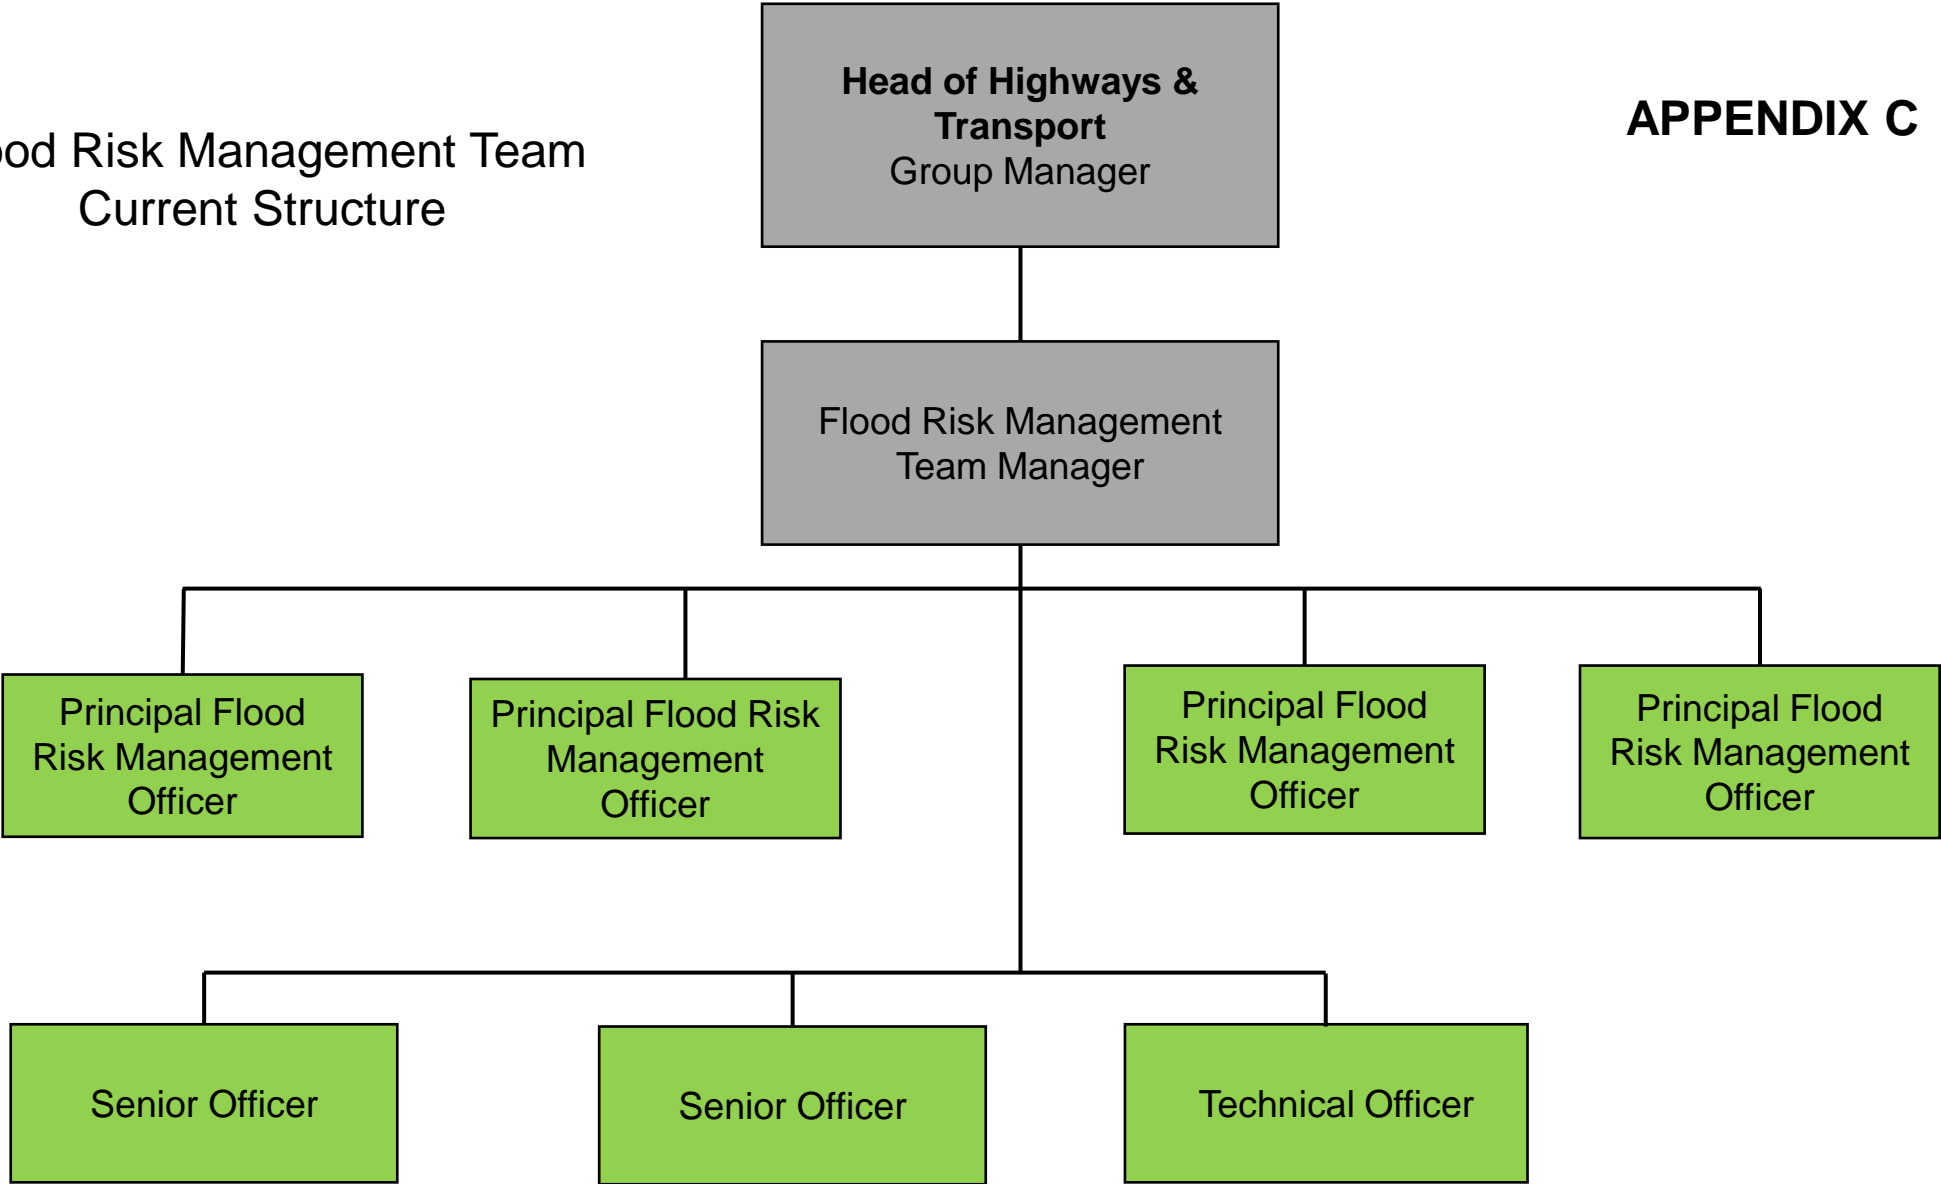 ood Risk Management Team
Current Structure
APPENDIX C
Head of Highways &
Transport
Group Manager
Flood Risk Management
Team Manager
Principal Flood
Risk Management
Officer
Principal Flood Risk
Management
Officer
Principal Flood
Risk Management
Officer
Principal Flood
Risk Management
Officer
Senior Officer
Senior Officer
Technical Officer